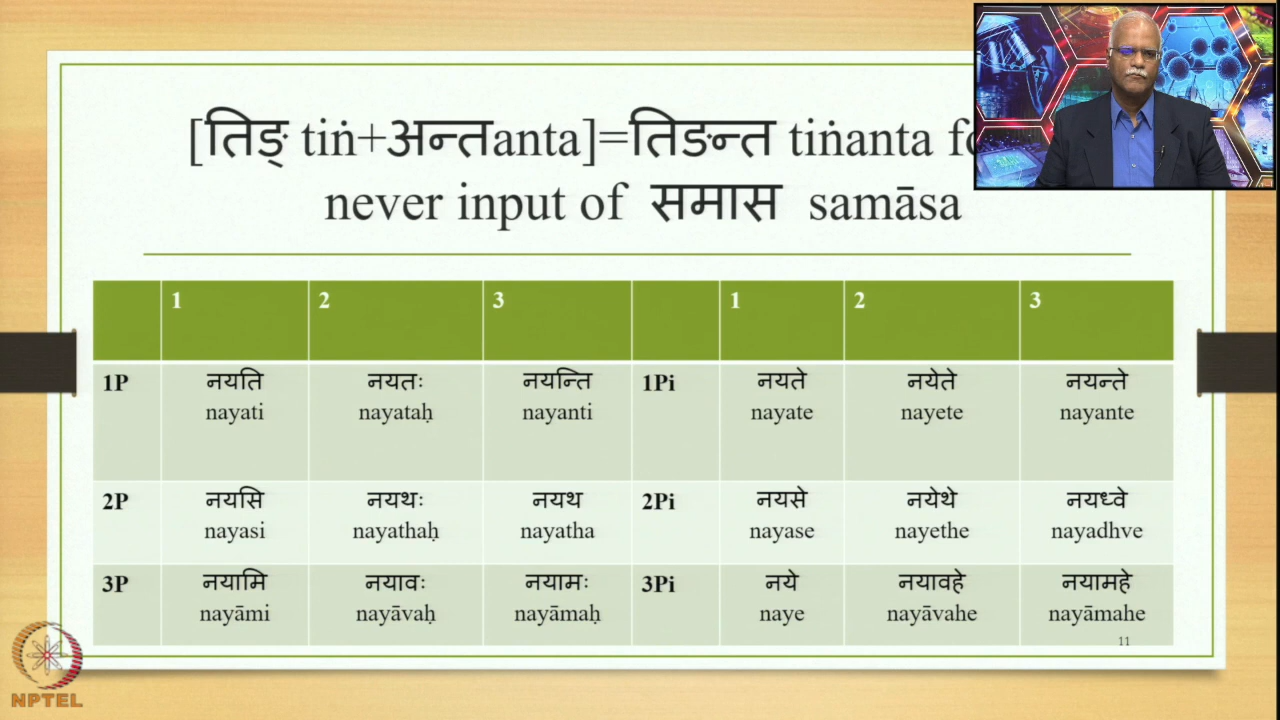 [तिङ् tiṅ+अन्तanta]=तिङन्त tiṅanta
never input of समास samāsa
1 2 3 1 2 3
1P नयति नयतः नयन्ति 1Pi नयते नयेते नयन्ते
nayati nayataḥ nayanti nayate nayete nayante
2P नयसि नयथः नयथ 2Pi नयसे नयेथे नयध्वे
nayasi nayathaḥ nayatha nayase nayethe nayadhve
3P नयामि नयावः नयामः 3Pi नये नयावहे नयामहे
nayāmi nayāvaḥ nayāmaḥ naye nayāvahe nayāmahe
11
NPTEL